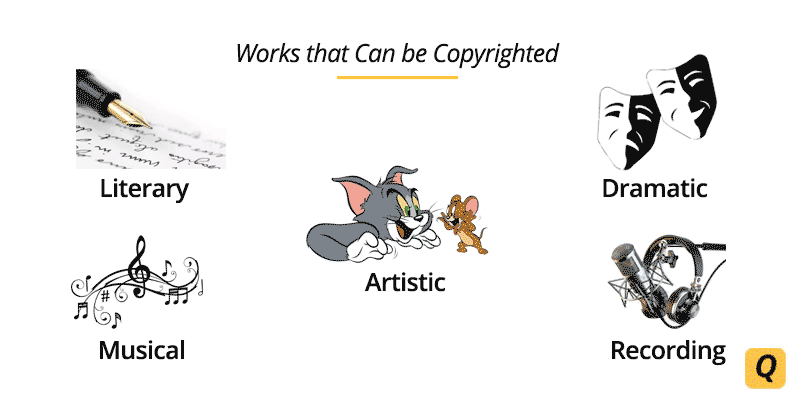 Works that Can be Copyrighted
Literary
Dramatic
Artistic
Musical
Recording
Q